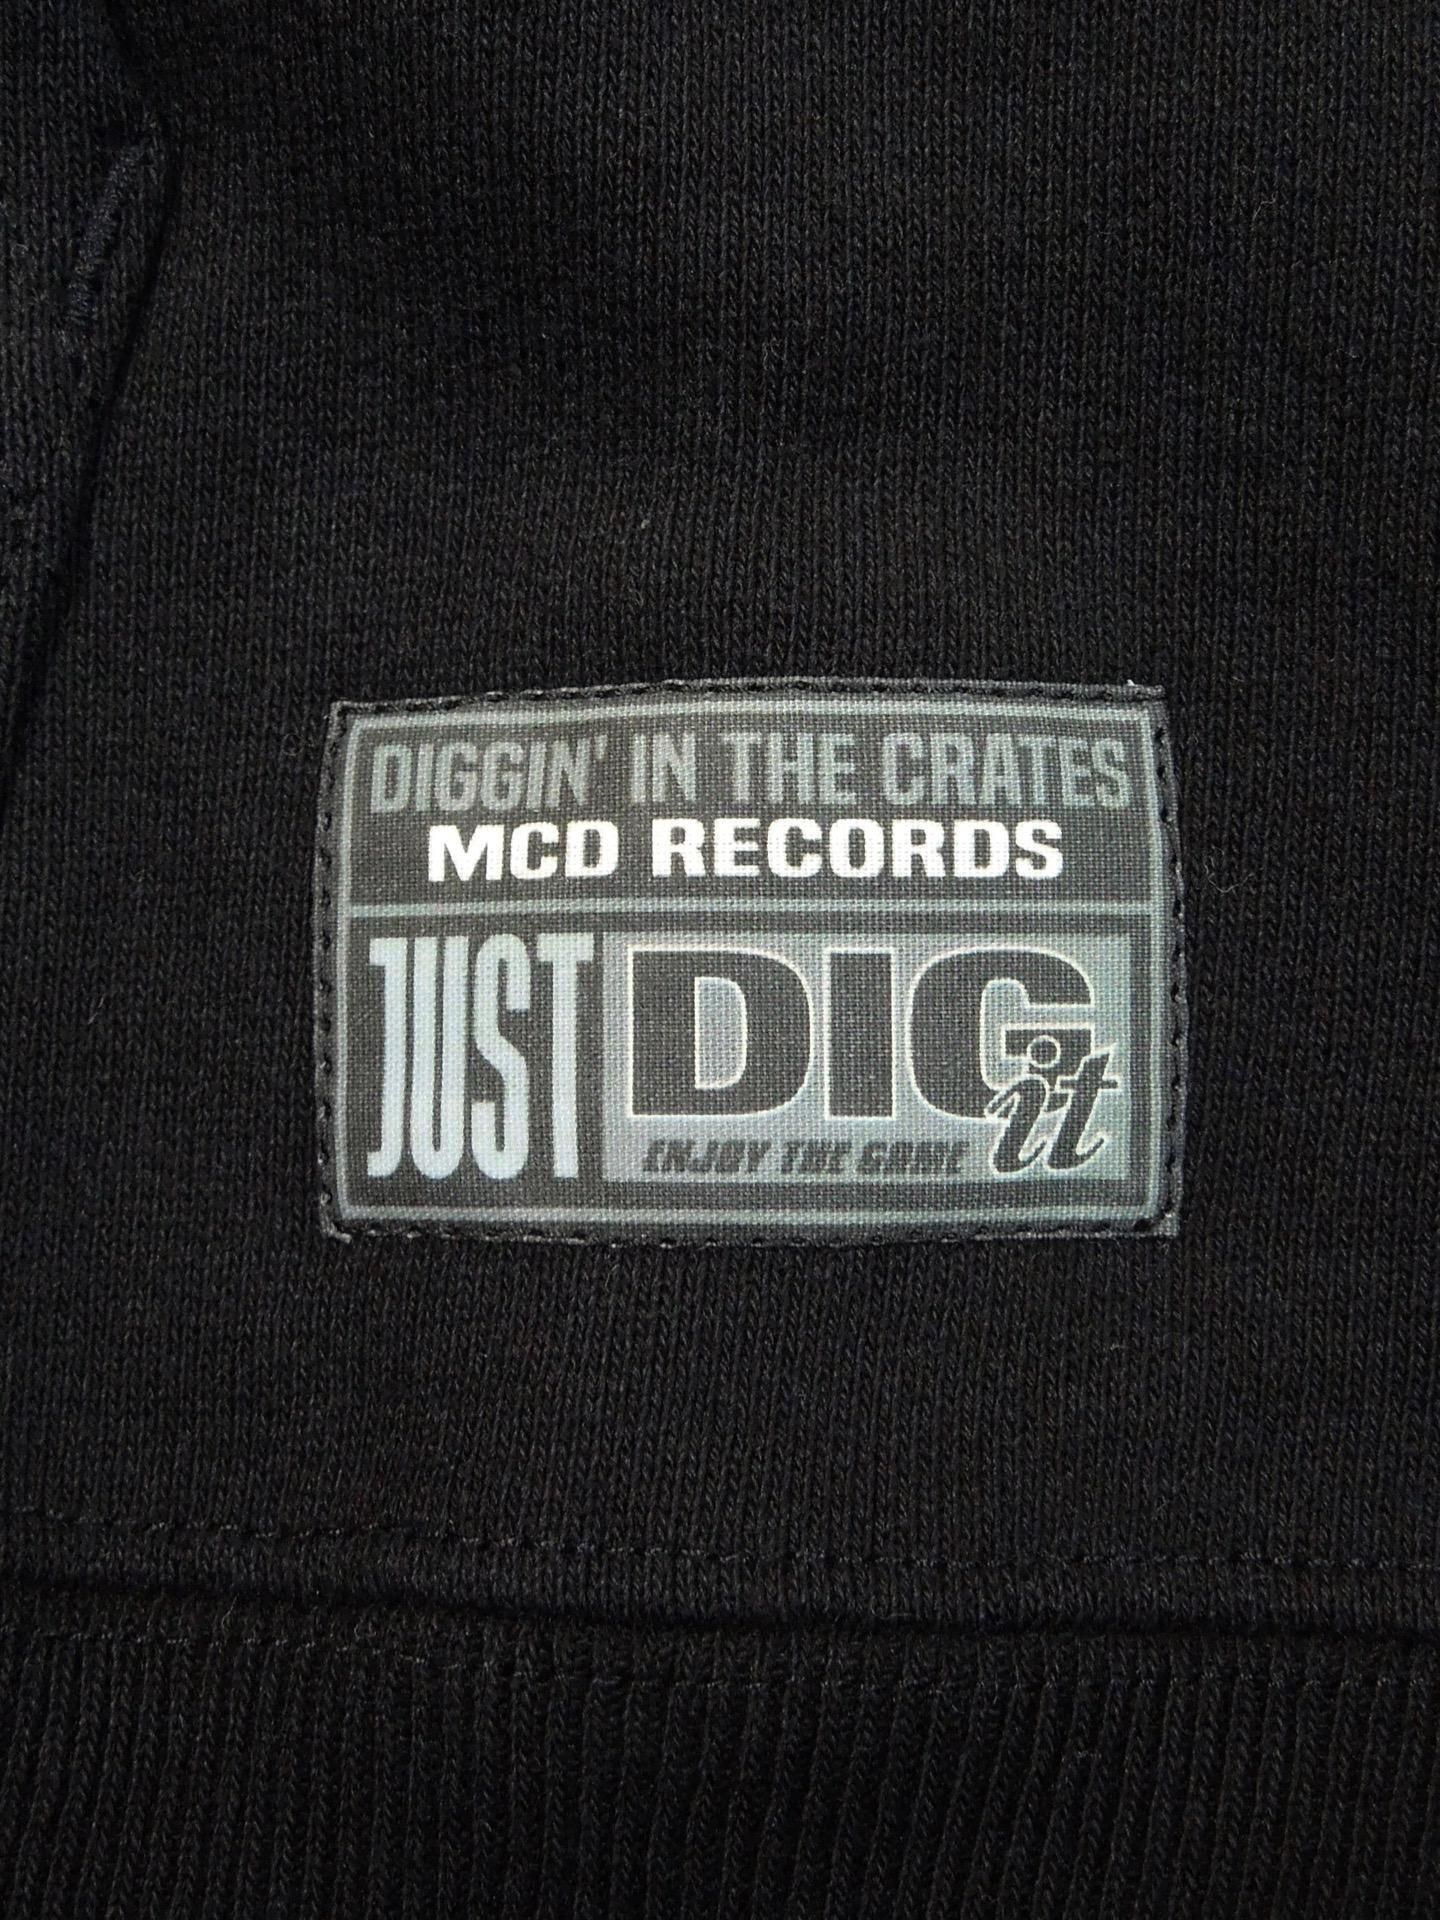 DIGGIN' IN THE CRATES
MCD RECORDS
JUST DIG it
ENJOY THE GAME